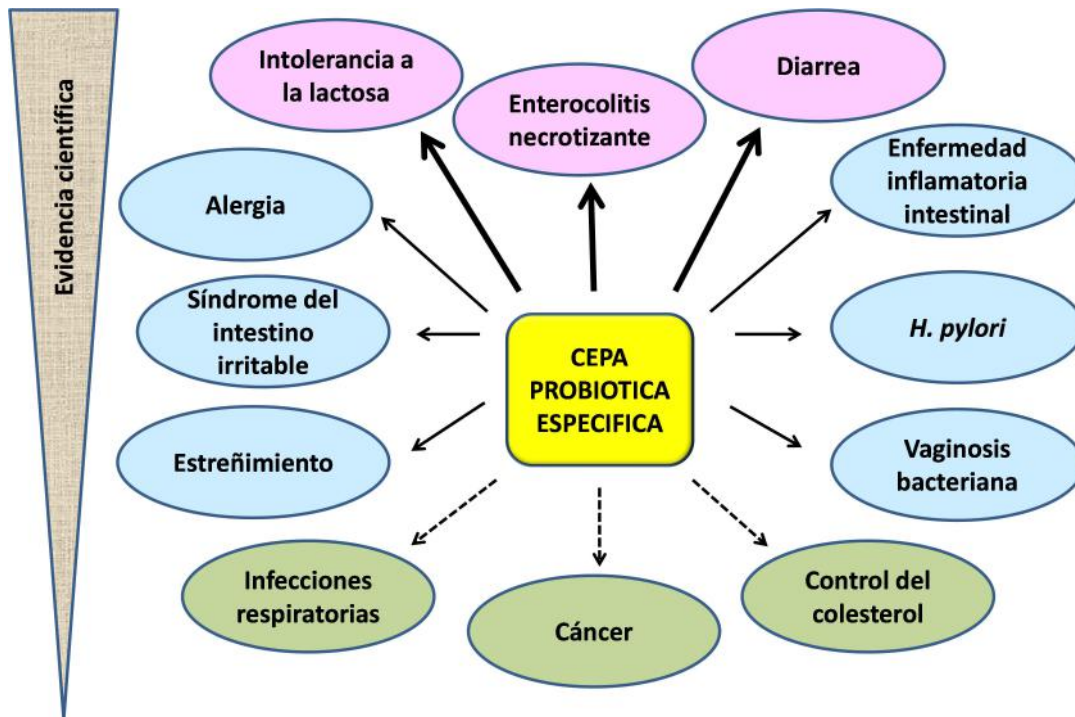 Evidencia científica
Intolerancia a
la lactosa
Enterocolitis
necrotizante
Diarrea
Alergia
Enfermedad
inflamatoria
intestinal
Síndrome del
intestino
irritable
CEPA
PROBIOTICA
ESPECIFICA
H. pylori
Estreñimiento
Vaginosis
bacteriana
Infecciones
respiratorias
Cáncer
Control del
colesterol